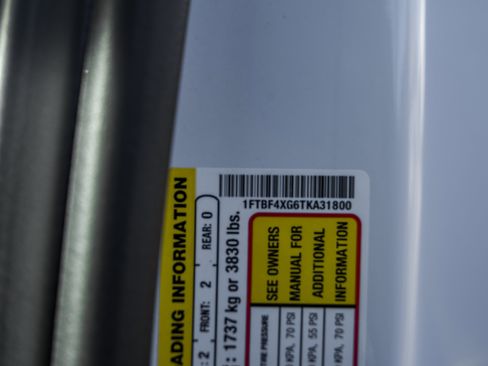 1FTBF4XG6TKA31800
ADING INFORMATION
: 2 FRONT: 2 REAR: 0
: 1737 kg or 3830 lbs.
SEE OWNERS
MANUAL FOR
ADDITIONAL
INFORMATION
TIRE PRESSURE
KPA, 70 PSI
KPA, 55 PSI
KPA, 70 PSI